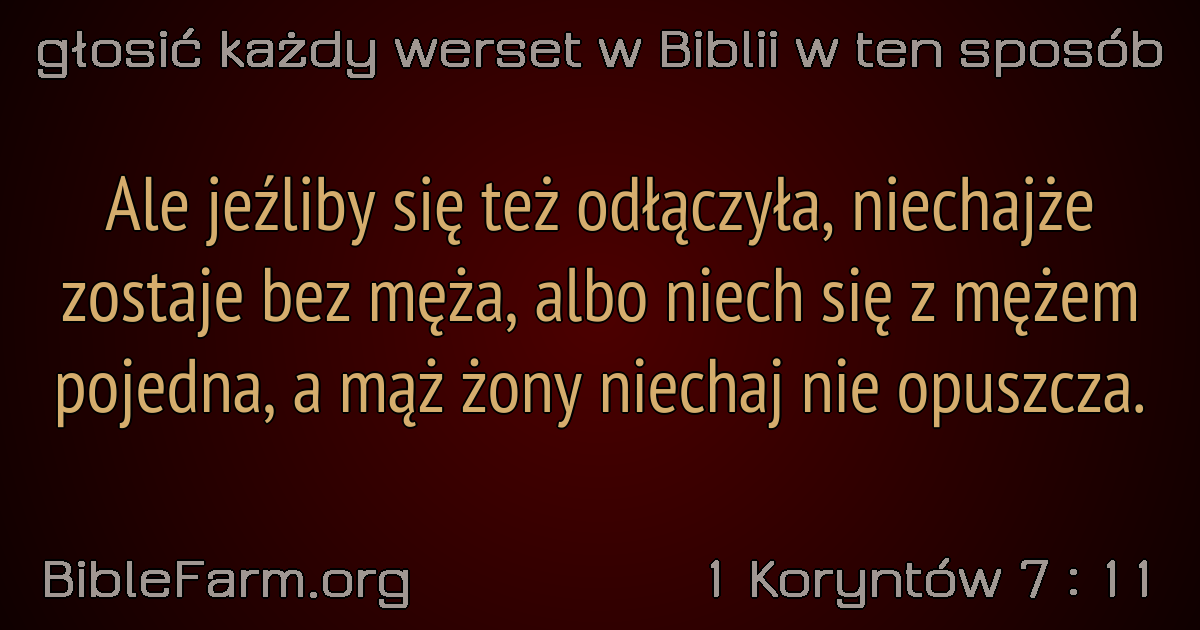 głosić każdy werset w Biblii w ten sposób
Ale jeźliby się też odłączyła, niechajże
zostaje bez męża, albo niech się z mężem
pojedna, a mąż żony niechaj nie opuszcza.
BibleFarm.org
1 Koryntów 7 : 11